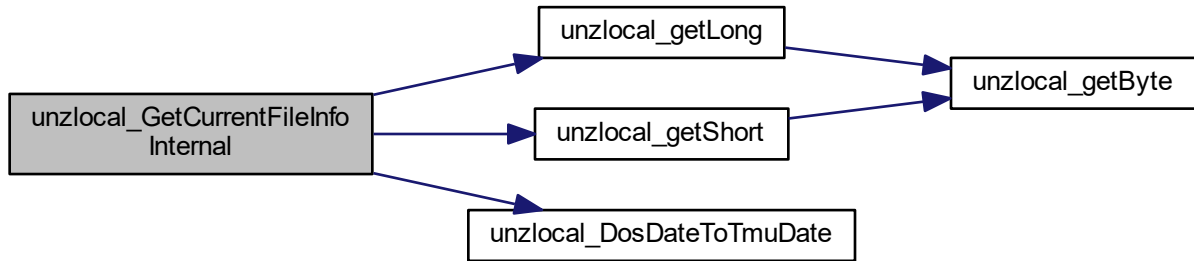 unzlocal_getLong
unzlocal_getByte
unzlocal_GetCurrentFileInfo
Internal
unzlocal_getShort
unzlocal_DosDateToTmuDate